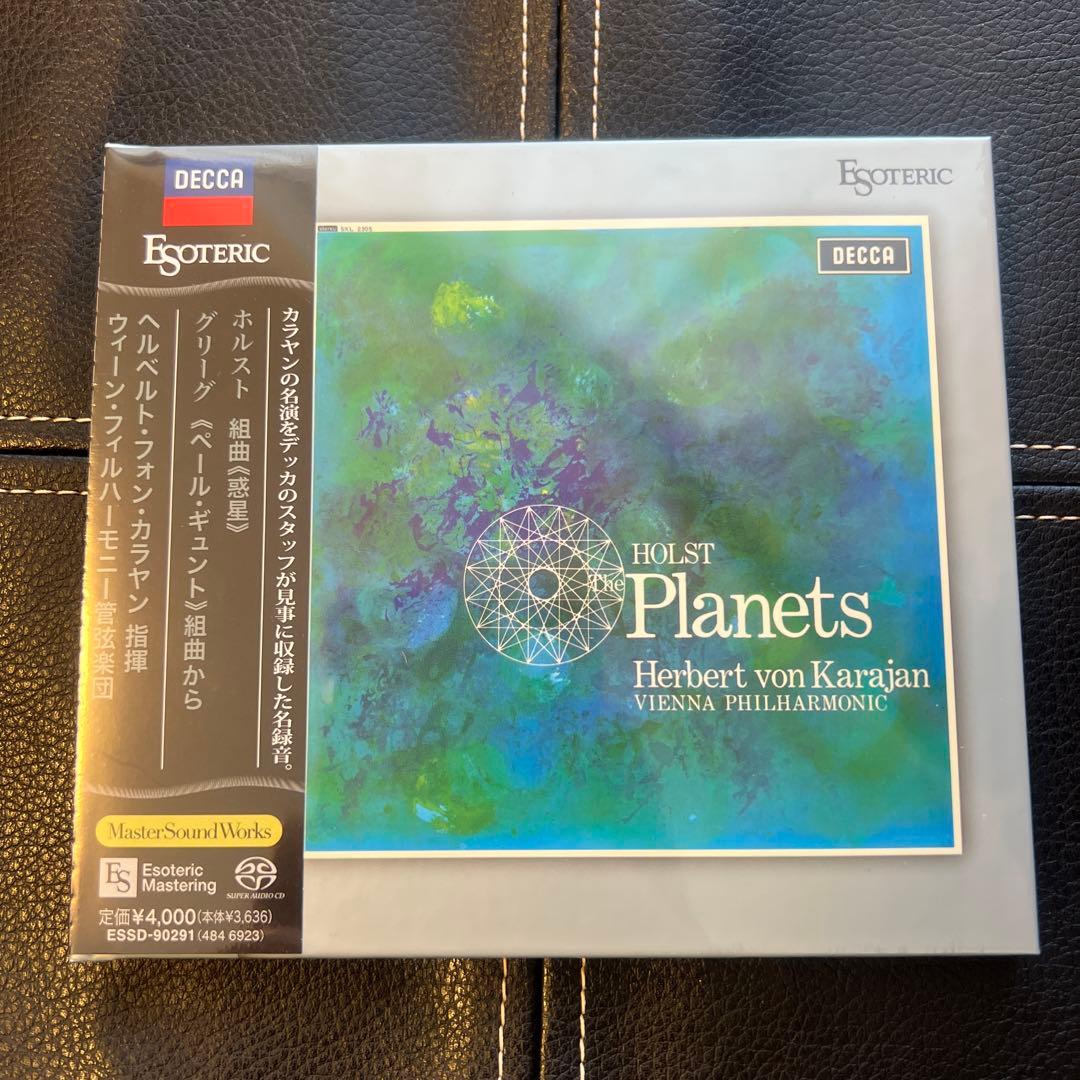 DECCA
ESOTERIC
カラヤンの名演をデッカのスタッフが見事に収録した名録音。
ホルスト 組曲《惑星》
グリーグ 《ペール・ギュント》組曲 から
ヘルベルト・フォン・カラヤン 指揮
ウィーン・フィルハーモニー管弦楽団
MasterSoundWorks
ES
Esoteric
Mastering
SUPER AUDIO CD
定価¥4,000(本体¥3,636)
ESSD-90291(484 6923)
ESOTERIC
stereo SXL 2305
DECCA
HOLST
The Planets
Herbert von Karajan
VIENNA PHILHARMONIC